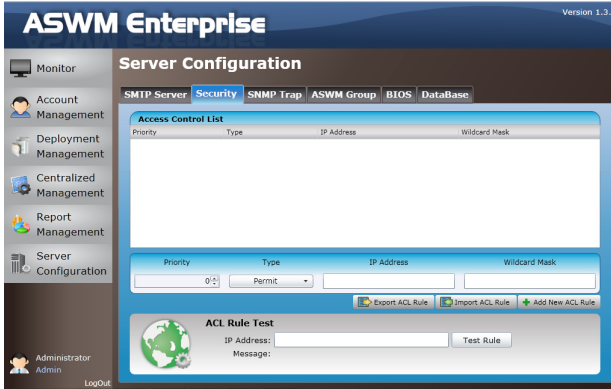 ASWM Enterprise
Version 1.3.
Monitor
Account
Management
Deployment
Management
Centralized
Management
Report
Management
Server
Configuration
Administrator
Admin
LogOut
Server Configuration
SMTP Server Security SNMP Trap ASWM Group BIOS DataBase
Access Control List
Priority Type IP Address Wildcard Mask
Priority Type IP Address Wildcard Mask
0 Permit
Export ACL Rule Import ACL Rule Add New ACL Rule
ACL Rule Test
IP Address: Test Rule
Message: